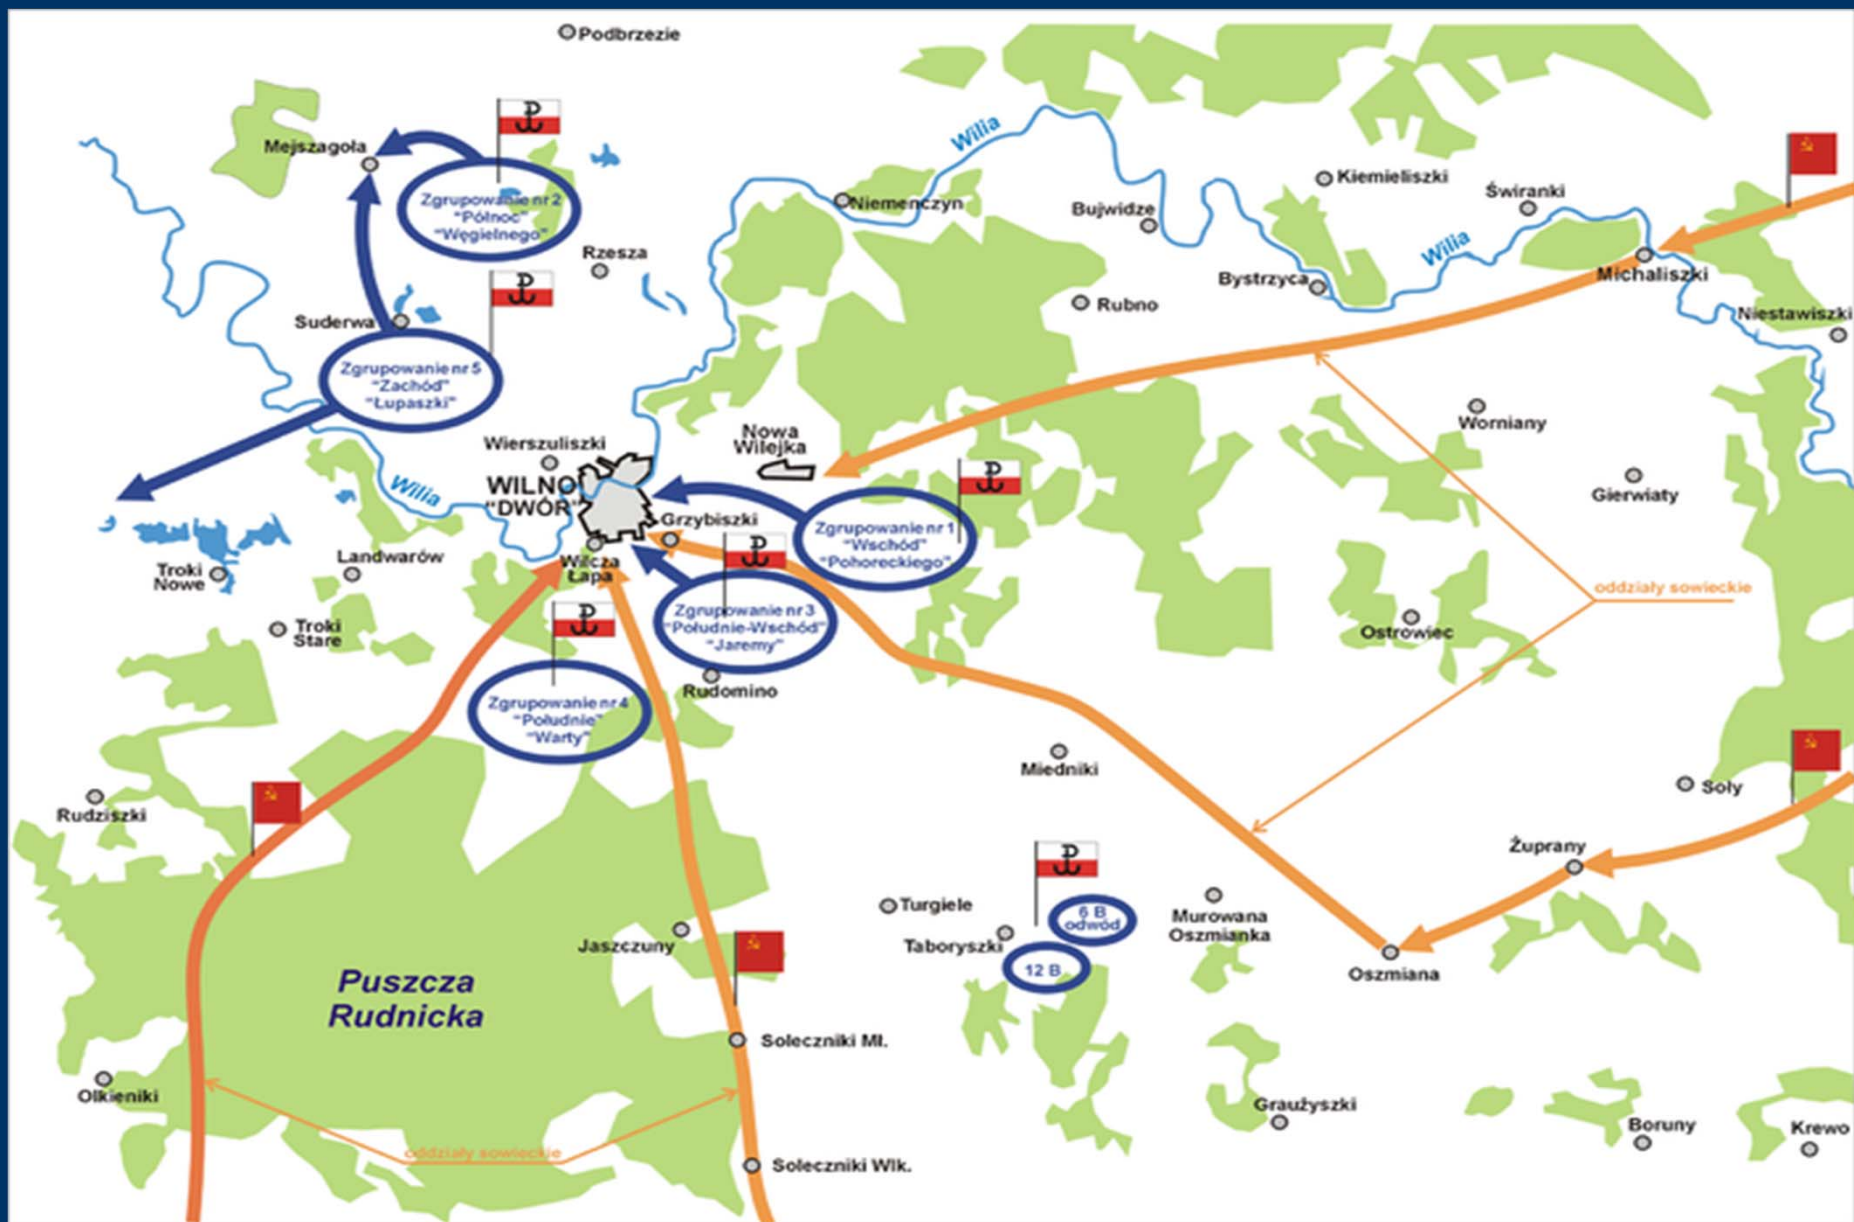 Podbrzezie
Mejszagoła
Zgrupowanie nr 2
"Północ"
"Węgielnego"
Wilia
Niemenczyn
Kiemieliszki
Świranki
Bujwidze
Wilia
Rzesza
Bystrzyca
Michaliszki
Rubno
Niestawiszki
Suderwa
Zgrupowanie nr 5
"Zachód"
"Łupaszki"
Worniany
Wierszuliszki
Nowa
Wilejka
WILNO
"DWÓR"
Wilia
Gierwiaty
Grzybiszki
Zgrupowanie nr 1
"Wschód"
"Pohoreckiego"
Landwarów
Troki
Nowe
Wilcza
Łapa
oddziały sowieckie
Zgrupowanie nr 3
"Południe-Wschód"
"Jaremy"
Troki
Stare
Ostrowiec
Rudomino
Zgrupowanie nr 4
"Południe"
"Warty"
Miedniki
Soły
Rudziszki
Żuprany
Turgiele
6 B
odwód
Murowana
Oszmianka
Jaszczuny
Taboryszki
12 B
Oszmiana
Puszcza
Rudnicka
Soleczniki Mł.
Olkieniki
Graużyszki
Boruny
Krewo
oddziały sowieckie
Soleczniki Wlk.